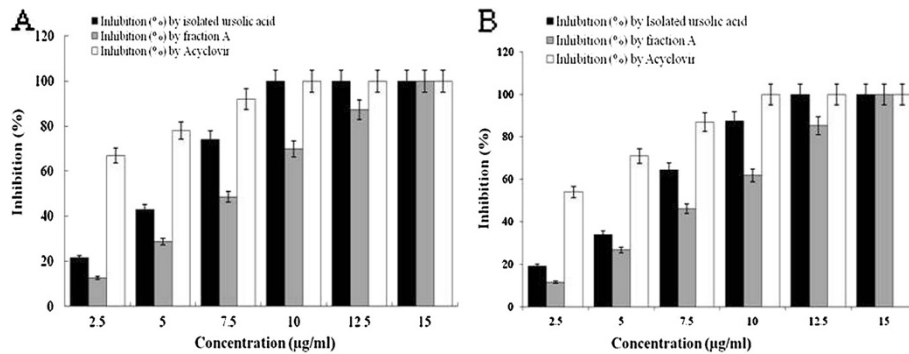 A
Inhibition (%) by isolated ursolic acid
Inhibition (%) by fraction A
Inhibition (%) by Acyclovir
120
100
80
60
40
20
0
Inhibition (%)
2.5 5 7.5 10 12.5 15
Concentration (µg/ml)
B
Inhibition (%) by Isolated ursolic acid
Inhibition (%) by fraction A
Inhibition (%) by Acyclovir
120
100
80
60
40
20
0
Inhibition (%)
2.5 5 7.5 10 12.5 15
Concentration (µg/ml)